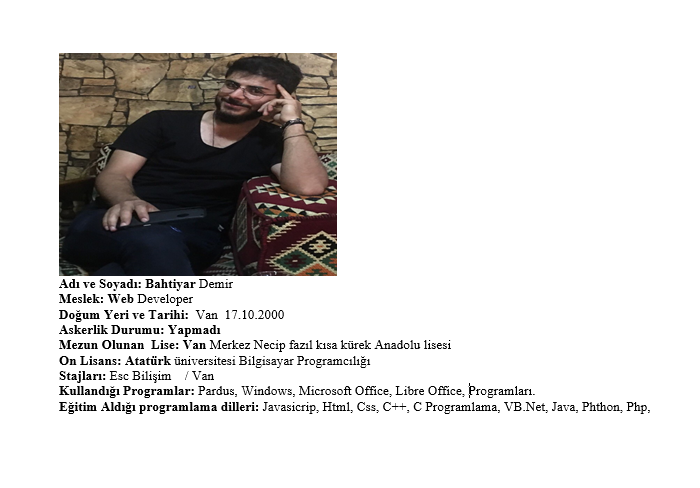 Adı ve Soyadı: Bahtiyar Demir
Meslek: Web Developer
Doğum Yeri ve Tarihi:  Van  17.10.2000
Askerlik Durumu: Yapmadı
Mezun Olunan  Lise: Van Merkez Necip fazıl kısa kürek Anadolu lisesi
On Lisans: Atatürk üniversitesi Bilgisayar Programcılığı
Stajları: Esc Bilişim    / Van
Kullandığı Programlar: Pardus, Windows, Microsoft Office, Libre Office, Programları.
Eğitim Aldığı programlama dilleri: Javasicrip, Html, Css, C++, C Programlama, VB.Net, Java, Phthon, Php,